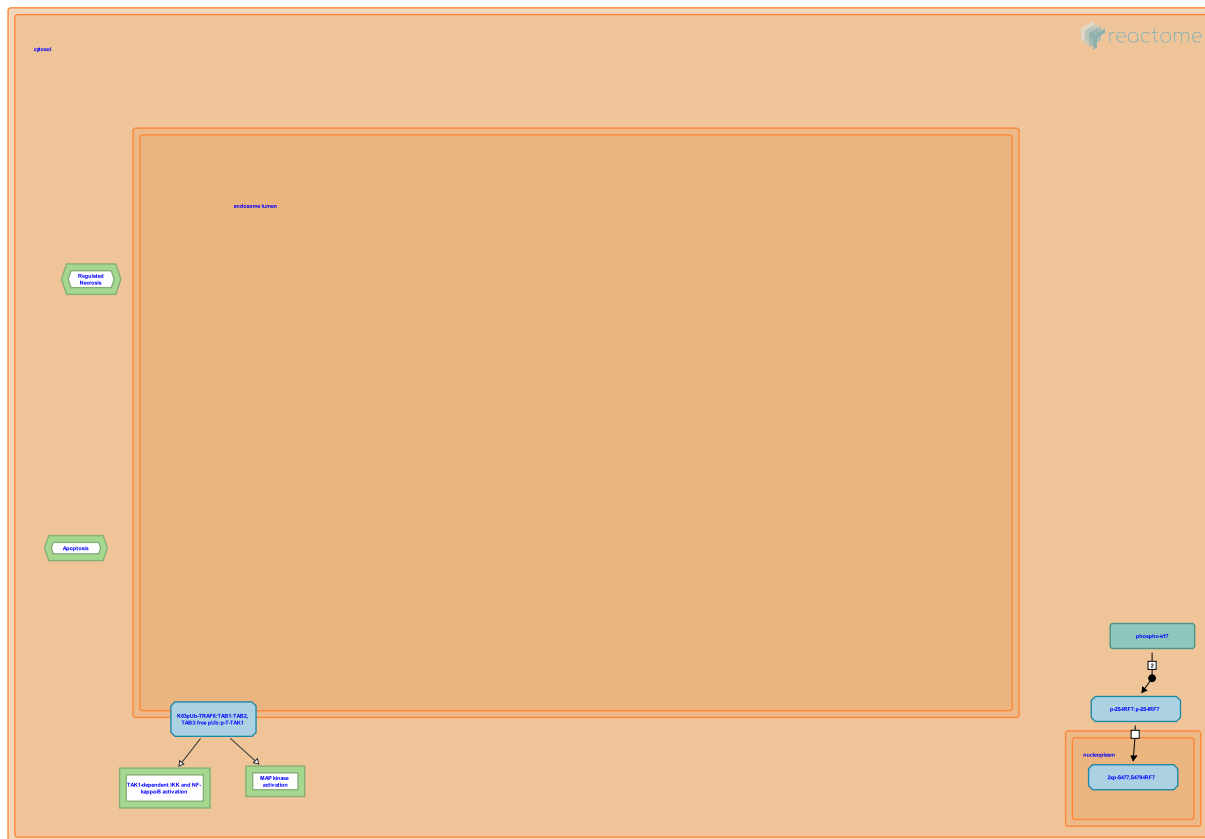 cytosol
reactome
endosome lumen
Regulated
Necrosis
Apoptosis
phospho-irf7
2
K63pUb-TRAF6:TAB1:TAB2,
TAB3:free pUb:p-T-TAK1
p-2S-IRF7:p-2S-IRF7
nucleoplasm
MAP kinase
activation
TAK1-dependent IKK and NF-
kappa-B activation
2xp-S477,S479-IRF7